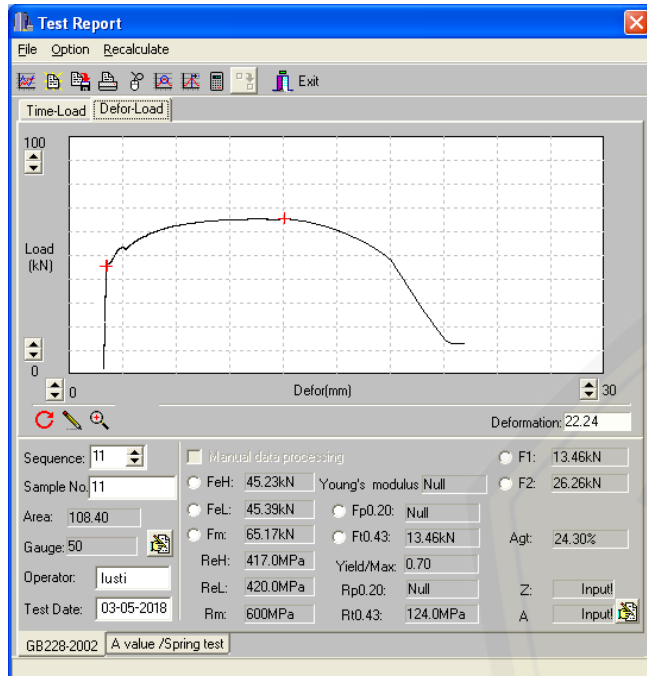 Test Report
File Option Recalculate
Exit
Time-Load Defor-Load
100
Load
(kN)
0
0 Defor(mm) 30
Deformation: 22.24
Sequence: 11 Manual data processing F1: 13.46kN
Sample No. 11 FeH: 45.23kN Young's modulus Null F2: 26.26kN
Area: 108.40 FeL: 45.39kN Fp0.20: Null
Gauge: 50 Fm: 65.17kN Ft0.43: 13.46kN Agt: 24.30%
Operator: lusti ReH: 417.0MPa Yield/Max: 0.70
ReL: 420.0MPa Rp0.20: Null Z: Input!
Test Date: 03-05-2018 Rm: 600MPa Rt0.43: 124.0MPa A Input!
GB228-2002 A value /Spring test